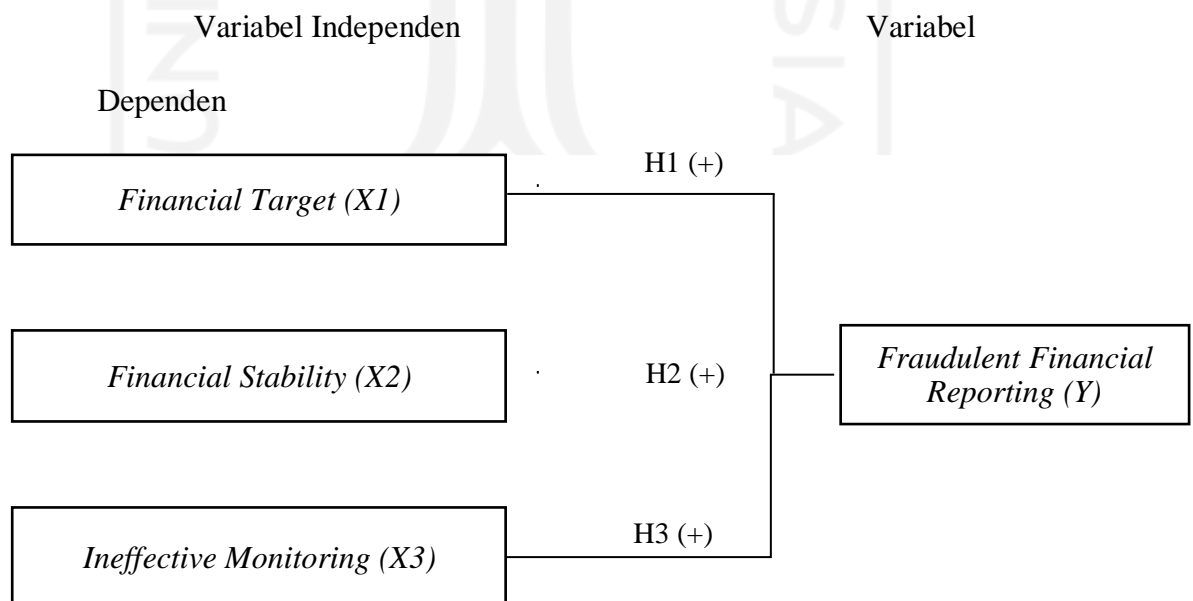 Variabel Independen Variabel
Dependen
H1 (+)
Financial Target (X1)
Financial Stability (X2)
H2 (+)
Fraudulent Financial
Reporting (Y)
H3 (+)
Ineffective Monitoring (X3)